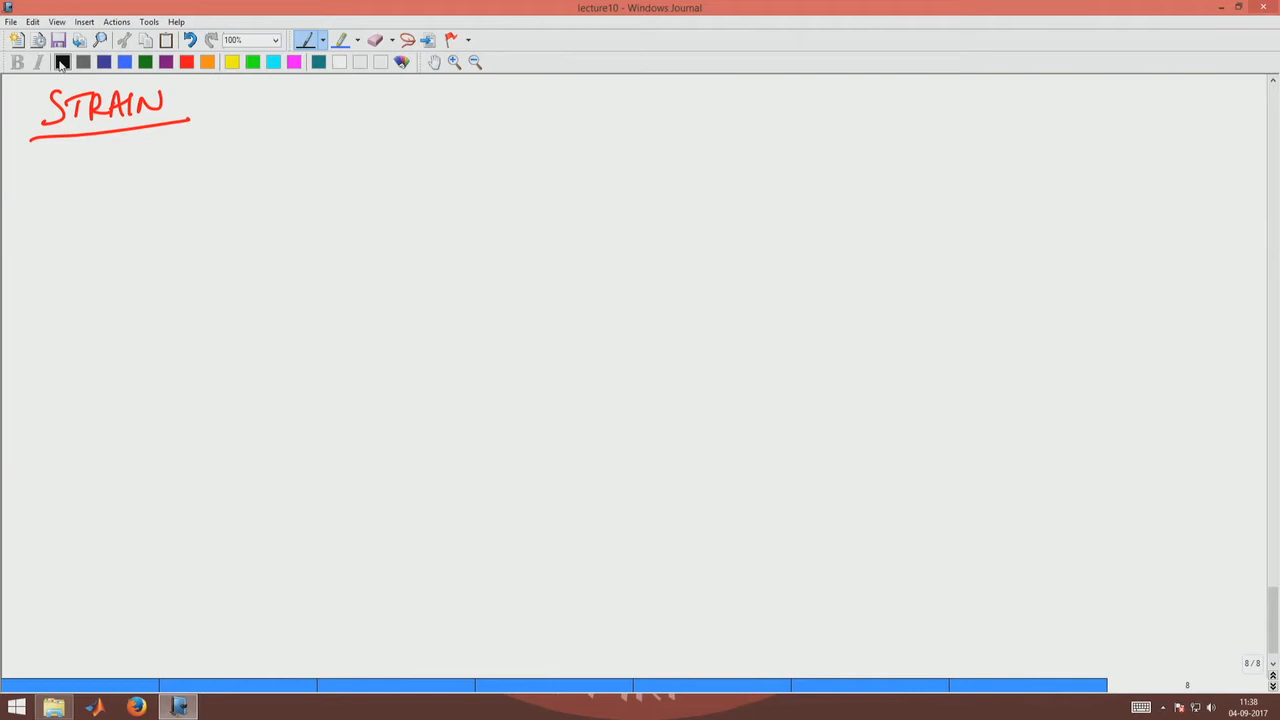 lecture10 - Windows Journal
File Edit View Insert Actions Tools Help
100%
B I
STRAIN
8 / 8
8
11:38
04-09-2017